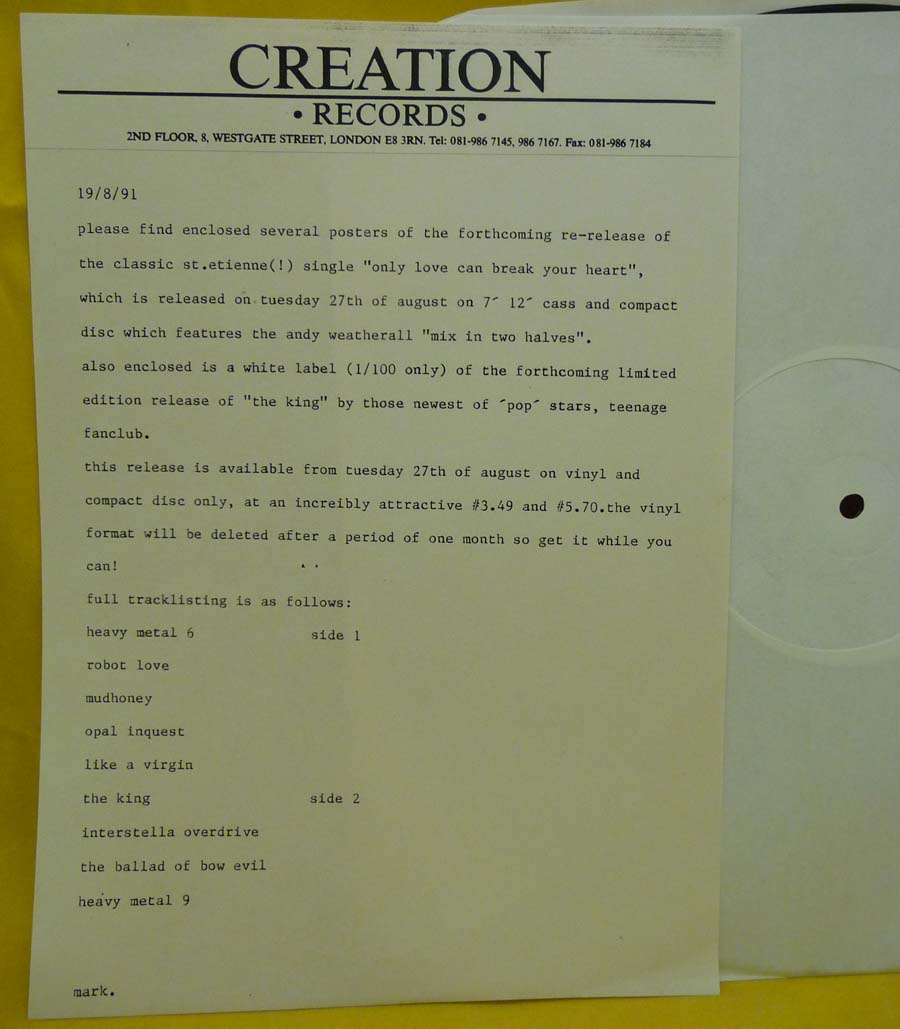 CREATION
• RECORDS •
2ND FLOOR, 8, WESTGATE STREET, LONDON E8 3RN. Tel: 081-986 7145, 986 7167. Fax: 081-986 7184
19/8/91
please find enclosed several posters of the forthcoming re-release of
the classic st.etienne(!) single "only love can break your heart",
which is released on tuesday 27th of august on 7´ 12´ cass and compact
disc which features the andy weatherall "mix in two halves".
also enclosed is a white label (1/100 only) of the forthcoming limited
edition release of "the king" by those newest of ´pop´ stars, teenage
fanclub.
this release is available from tuesday 27th of august on vinyl and
compact disc only, at an increibly attractive #3.49 and #5.70.the vinyl
format will be deleted after a period of one month so get it while you
can!
full tracklisting is as follows:
heavy metal 6 side 1
robot love
mudhoney
opal inquest
like a virgin
the king side 2
interstella overdrive
the ballad of bow evil
heavy metal 9
mark.